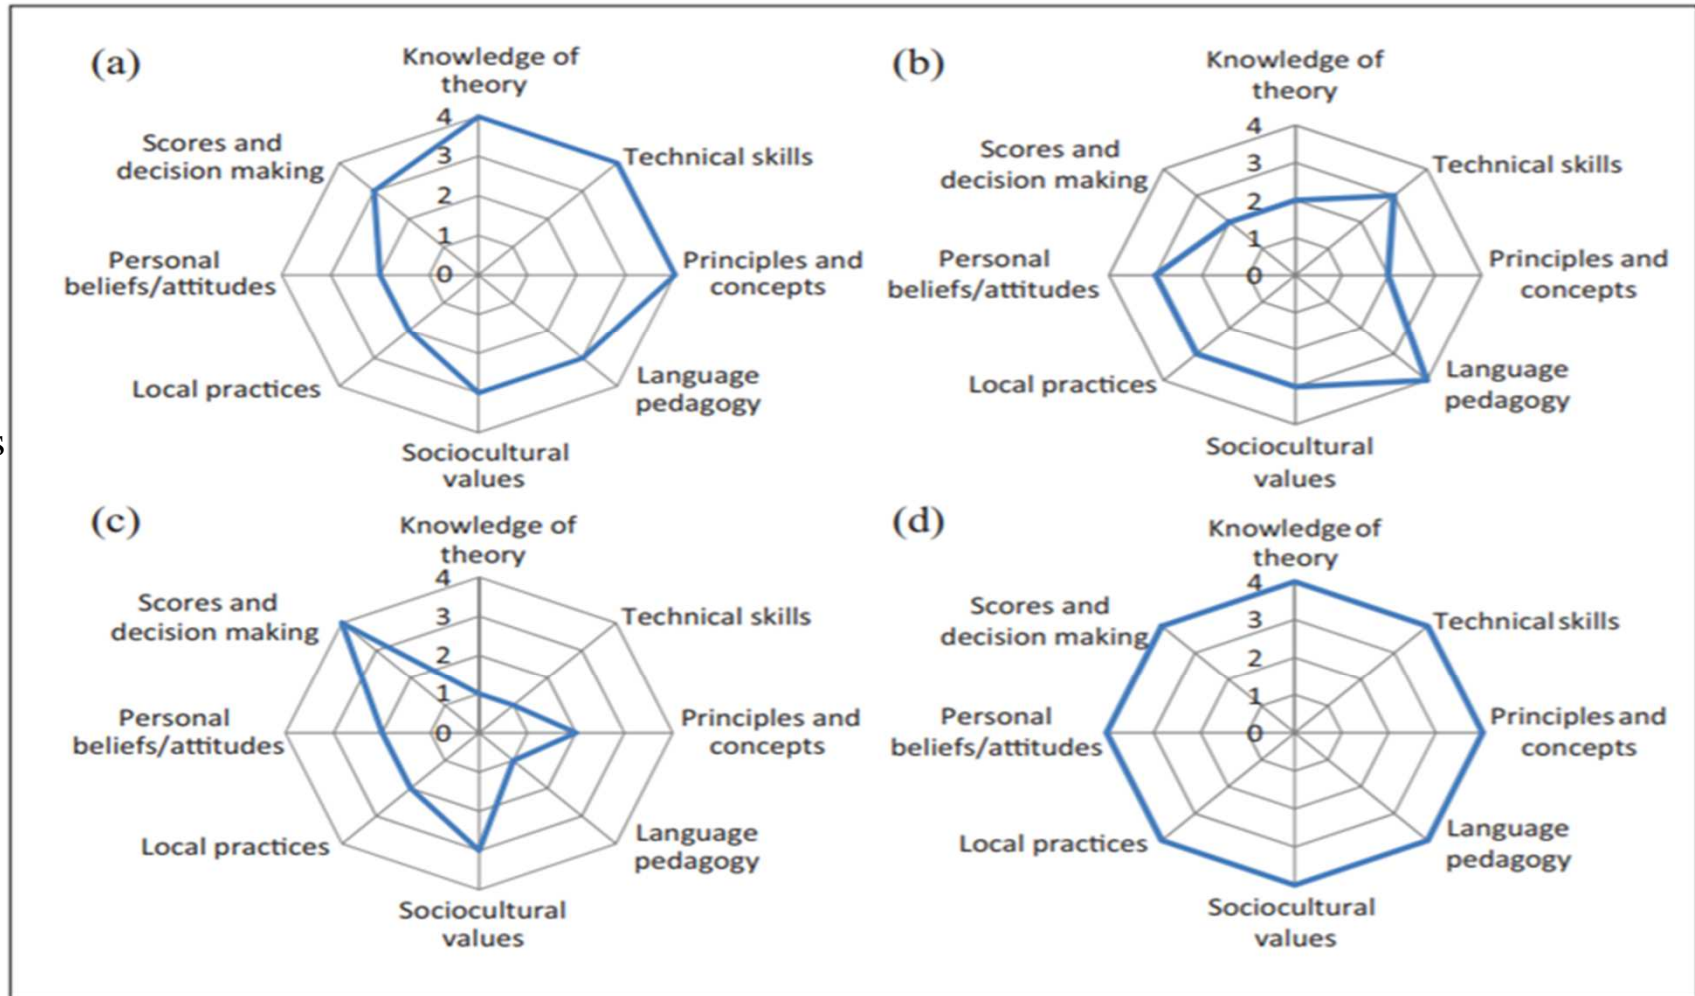 (a)
Knowledge of
theory
4
3
2
1
0
Technical skills
Principles and
concepts
Language
pedagogy
Sociocultural
values
Local practices
Personal
beliefs/attitudes
Scores and
decision making
(b)
Knowledge of
theory
4
3
2
1
0
Technical skills
Principles and
concepts
Language
pedagogy
Sociocultural
values
Local practices
Personal
beliefs/attitudes
Scores and
decision making
s
(c)
Knowledge of
theory
4
3
2
1
0
Technical skills
Principles and
concepts
Language
pedagogy
Sociocultural
values
Local practices
Personal
beliefs/attitudes
Scores and
decision making
(d)
Knowledge of
theory
4
3
2
1
0
Technical skills
Principles and
concepts
Language
pedagogy
Sociocultural
values
Local practices
Personal
beliefs/attitudes
Scores and
decision making